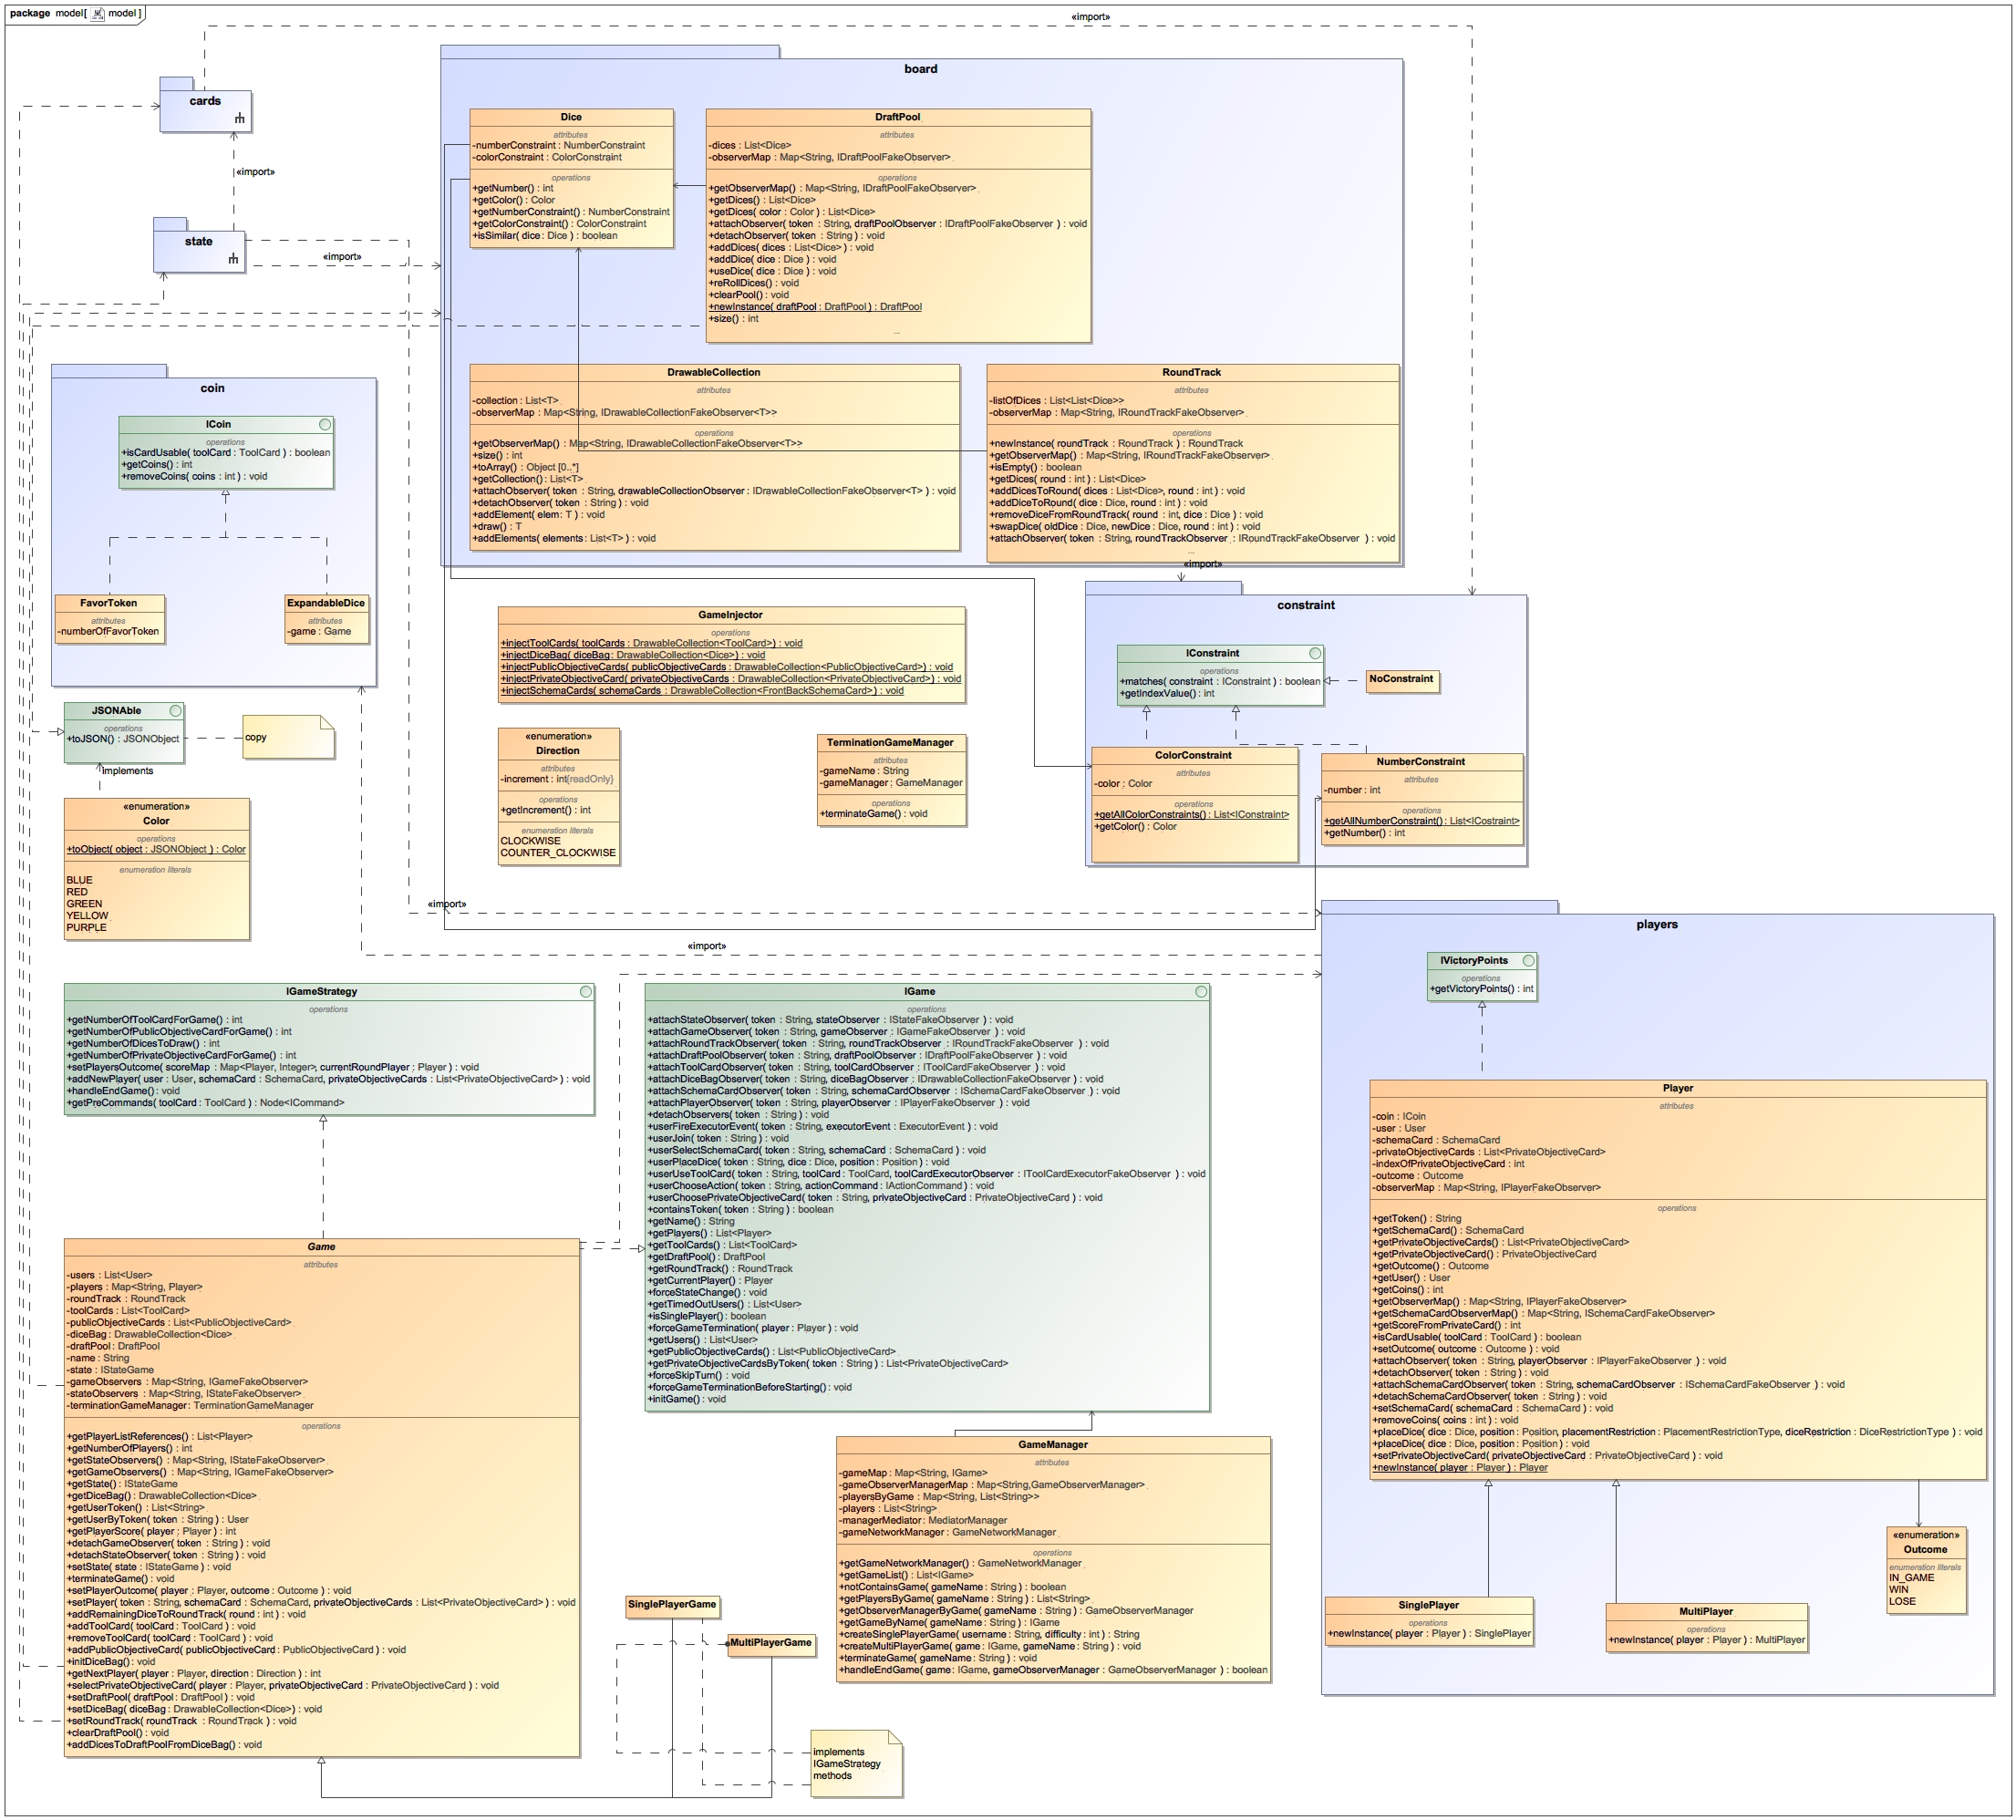 package model[ model ]
«import»
cards
«import»
state
«import»
board
Dice
attributes
-numberConstraint : NumberConstraint
-colorConstraint : ColorConstraint
operations
+getNumber() : int
+getColor() : Color
+getNumberConstraint() : NumberConstraint
+getColorConstraint() : ColorConstraint
+isSimilar( dice : Dice ) : boolean
DraftPool
attributes
-dices : List<Dice>
-observerMap : Map<String, IDraftPoolFakeObserver>
operations
+getObserverMap() : Map<String, IDraftPoolFakeObserver>
+getDices() : List<Dice>
+getDices( color : Color ) : List<Dice>
+attachObserver( token : String, draftPoolObserver : IDraftPoolFakeObserver ) : void
+detachObserver( token : String ) : void
+addDices( dices : List<Dice> ) : void
+addDice( dice : Dice ) : void
+useDice( dice : Dice ) : void
+reRollDices() : void
+clearPool() : void
+newInstance( draftPool : DraftPool ) : DraftPool
+size() : int
...
DrawableCollection
attributes
-collection : List<T>
-observerMap : Map<String, IDrawableCollectionFakeObserver<T>>
operations
+getObserverMap() : Map<String, IDrawableCollectionFakeObserver<T>>
+size() : int
+toArray() : Object [0..*]
+getCollection() : List<T>
+attachObserver( token : String, drawableCollectionObserver : IDrawableCollectionFakeObserver<T> ) : void
+detachObserver( token : String ) : void
+addElement( elem : T ) : void
+draw() : T
+addElements( elements : List<T> ) : void
RoundTrack
attributes
-listOfDices : List<List<Dice>>
-observerMap : Map<String, IRoundTrackFakeObserver>
operations
+newInstance( roundTrack : RoundTrack ) : RoundTrack
+getObserverMap() : Map<String, IRoundTrackFakeObserver>
+isEmpty() : boolean
+getDices( round : int ) : List<Dice>
+addDicesToRound( dices : List<Dice>, round : int ) : void
+addDiceToRound( dice : Dice, round : int ) : void
+removeDiceFromRoundTrack( round : int, dice : Dice ) : void
+swapDice( oldDice : Dice, newDice : Dice, round : int ) : void
+attachObserver( token : String, roundTrackObserver : IRoundTrackFakeObserver ) : void
...
«import»
coin
ICoin
operations
+isCardUsable( toolCard : ToolCard ) : boolean
+getCoins() : int
+removeCoins( coins : int ) : void
FavorToken
attributes
-numberOfFavorToken
ExpandableDice
attributes
-game : Game
GameInjector
operations
+injectToolCards( toolCards : DrawableCollection<ToolCard> ) : void
+injectDiceBag( diceBag : DrawableCollection<Dice> ) : void
+injectPublicObjectiveCards( publicObjectiveCards : DrawableCollection<PublicObjectiveCard> ) : void
+injectPrivateObjectiveCard( privateObjectiveCards : DrawableCollection<PrivateObjectiveCard> ) : void
+injectSchemaCards( schemaCards : DrawableCollection<FrontBackSchemaCard> ) : void
constraint
IConstraint
operations
+matches( constraint : IConstraint ) : boolean
+getIndexValue() : int
NoConstraint
ColorConstraint
attributes
-color : Color
operations
+getAllColorConstraints() : List<IConstraint>
+getColor() : Color
NumberConstraint
attributes
-number : int
operations
+getAllNumberConstraint() : List<ICostraint>
+getNumber() : int
JSONAble
operations
+toJSON() : JSONObject
copy
implements
«enumeration»
Color
operations
+toObject( object : JSONObject ) : Color
enumeration literals
BLUE
RED
GREEN
YELLOW
PURPLE
«enumeration»
Direction
attributes
-increment : int{readOnly}
operations
+getIncrement() : int
enumeration literals
CLOCKWISE
COUNTER_CLOCKWISE
TerminationGameManager
attributes
-gameName : String
-gameManager : GameManager
operations
+terminateGame() : void
«import»
«import»
players
IVictoryPoints
operations
+getVictoryPoints() : int
Player
attributes
-coin : ICoin
-user : User
-schemaCard : SchemaCard
-privateObjectiveCards : List<PrivateObjectiveCard>
-indexOfPrivateObjectiveCard : int
-outcome : Outcome
-observerMap : Map<String, IPlayerFakeObserver>
operations
+getToken() : String
+getSchemaCard() : SchemaCard
+getPrivateObjectiveCards() : List<PrivateObjectiveCard>
+getPrivateObjectiveCard() : PrivateObjectiveCard
+getOutcome() : Outcome
+getUser() : User
+getCoins() : int
+getObserverMap() : Map<String, IPlayerFakeObserver>
+getSchemaCardObserverMap() : Map<String, ISchemaCardFakeObserver>
+getScoreFromPrivateCard() : int
+isCardUsable( toolCard : ToolCard ) : boolean
+setOutcome( outcome : Outcome ) : void
+attachObserver( token : String, playerObserver : IPlayerFakeObserver ) : void
+detachObserver( token : String ) : void
+attachSchemaCardObserver( token : String, schemaCardObserver : ISchemaCardFakeObserver ) : void
+detachSchemaCardObserver( token : String ) : void
+setSchemaCard( schemaCard : SchemaCard ) : void
+removeCoins( coins : int ) : void
+placeDice( dice : Dice, position : Position, placementRestriction : PlacementRestrictionType, diceRestriction : DiceRestrictionType ) : void
+placeDice( dice : Dice, position : Position ) : void
+setPrivateObjectiveCard( privateObjectiveCard : PrivateObjectiveCard ) : void
+newInstance( player : Player ) : Player
SinglePlayer
operations
+newInstance( player : Player ) : SinglePlayer
MultiPlayer
operations
+newInstance( player : Player ) : MultiPlayer
«enumeration»
Outcome
enumeration literals
IN_GAME
WIN
LOSE
IGameStrategy
operations
+getNumberOfToolCardForGame() : int
+getNumberOfPublicObjectiveCardForGame() : int
+getNumberOfDicesToDraw() : int
+getNumberOfPrivateObjectiveCardForGame() : int
+setPlayersOutcome( scoreMap : Map<Player, Integer>, currentRoundPlayer : Player ) : void
+addNewPlayer( user : User, schemaCard : SchemaCard, privateObjectiveCards : List<PrivateObjectiveCard> ) : void
+handleEndGame() : void
+getPreCommands( toolCard : ToolCard ) : Node<ICommand>
IGame
operations
+attachStateObserver( token : String, stateObserver : IStateFakeObserver ) : void
+attachGameObserver( token : String, gameObserver : IGameFakeObserver ) : void
+attachRoundTrackObserver( token : String, roundTrackObserver : IRoundTrackFakeObserver ) : void
+attachDraftPoolObserver( token : String, draftPoolObserver : IDraftPoolFakeObserver ) : void
+attachToolCardObserver( token : String, toolCardObserver : IToolCardFakeObserver ) : void
+attachDiceBagObserver( token : String, diceBagObserver : IDrawableCollectionFakeObserver ) : void
+attachSchemaCardObserver( token : String, schemaCardObserver : ISchemaCardFakeObserver ) : void
+attachPlayerObserver( token : String, playerObserver : IPlayerFakeObserver ) : void
+detachObservers( token : String ) : void
+userFireExecutorEvent( token : String, executorEvent : ExecutorEvent ) : void
+userJoin( token : String ) : void
+userSelectSchemaCard( token : String, schemaCard : SchemaCard ) : void
+userPlaceDice( token : String, dice : Dice, position : Position ) : void
+userUseToolCard( token : String, toolCard : ToolCard, toolCardExecutorObserver : IToolCardExecutorFakeObserver ) : void
+userChooseAction( token : String, actionCommand : IActionCommand ) : void
+userChoosePrivateObjectiveCard( token : String, privateObjectiveCard : PrivateObjectiveCard ) : void
+containsToken( token : String ) : boolean
+getName() : String
+getPlayers() : List<Player>
+getToolCards() : List<ToolCard>
+getDraftPool() : DraftPool
+getRoundTrack() : RoundTrack
+getCurrentPlayer() : Player
+forceStateChange() : void
+getTimedOutUsers() : List<User>
+isSinglePlayer() : boolean
+forceGameTermination( player : Player ) : void
+getUsers() : List<User>
+getPublicObjectiveCards() : List<PublicObjectiveCard>
+getPrivateObjectiveCardsByToken( token : String ) : List<PrivateObjectiveCard>
+forceSkipTurn() : void
+forceGameTerminationBeforeStarting() : void
+initGame() : void
Game
attributes
-users : List<User>
-players : Map<String, Player>
-roundTrack : RoundTrack
-toolCards : List<ToolCard>
-publicObjectiveCards : List<PublicObjectiveCard>
-diceBag : DrawableCollection<Dice>
-draftPool : DraftPool
-name : String
-state : IStateGame
-gameObservers : Map<String, IGameFakeObserver>
-stateObservers : Map<String, IStateFakeObserver>
-terminationGameManager : TerminationGameManager
operations
+getPlayerListReferences() : List<Player>
+getNumberOfPlayers() : int
+getStateObservers() : Map<String, IStateFakeObserver>
+getGameObservers() : Map<String, IGameFakeObserver>
+getState() : IStateGame
+getDiceBag() : DrawableCollection<Dice>
+getUserToken() : List<String>
+getUserByToken( token : String ) : User
+getPlayerScore( player : Player ) : int
+detachGameObserver( token : String ) : void
+detachStateObserver( token : String ) : void
+setState( state : IStateGame ) : void
+terminateGame() : void
+setPlayerOutcome( player : Player, outcome : Outcome ) : void
+setPlayer( token : String, schemaCard : SchemaCard, privateObjectiveCards : List<PrivateObjectiveCard> ) : void
+addRemainingDiceToRoundTrack( round : int ) : void
+addToolCard( toolCard : ToolCard ) : void
+removeToolCard( toolCard : ToolCard ) : void
+addPublicObjectiveCard( publicObjectiveCard : PublicObjectiveCard ) : void
+initDiceBag() : void
+getNextPlayer( player : Player, direction : Direction ) : int
+selectPrivateObjectiveCard( player : Player, privateObjectiveCard : PrivateObjectiveCard ) : void
+setDraftPool( draftPool : DraftPool ) : void
+setDiceBag( diceBag : DrawableCollection<Dice> ) : void
+setRoundTrack( roundTrack : RoundTrack ) : void
+clearDraftPool() : void
+addDicesToDraftPoolFromDiceBag() : void
GameManager
attributes
-gameMap : Map<String, IGame>
-gameObserverManagerMap : Map<String,GameObserverManager>
-playersByGame : Map<String, List<String>>
-players : List<String>
-managerMediator : MediatorManager
-gameNetworkManager : GameNetworkManager
operations
+getGameNetworkManager() : GameNetworkManager
+getGameList() : List<IGame>
+notContainsGame( gameName : String ) : boolean
+getPlayersByGame( gameName : String ) : List<String>
+getObserverManagerByGame( gameName : String ) : GameObserverManager
+getGameByName( gameName : String ) : IGame
+createSinglePlayerGame( username : String, difficulty : int ) : String
+createMultiPlayerGame( game : IGame, gameName : String ) : void
+terminateGame( gameName : String ) : void
+handleEndGame( game : IGame, gameObserverManager : GameObserverManager ) : boolean
SinglePlayerGame
MultiPlayerGame
implements
IGameStrategy
methods